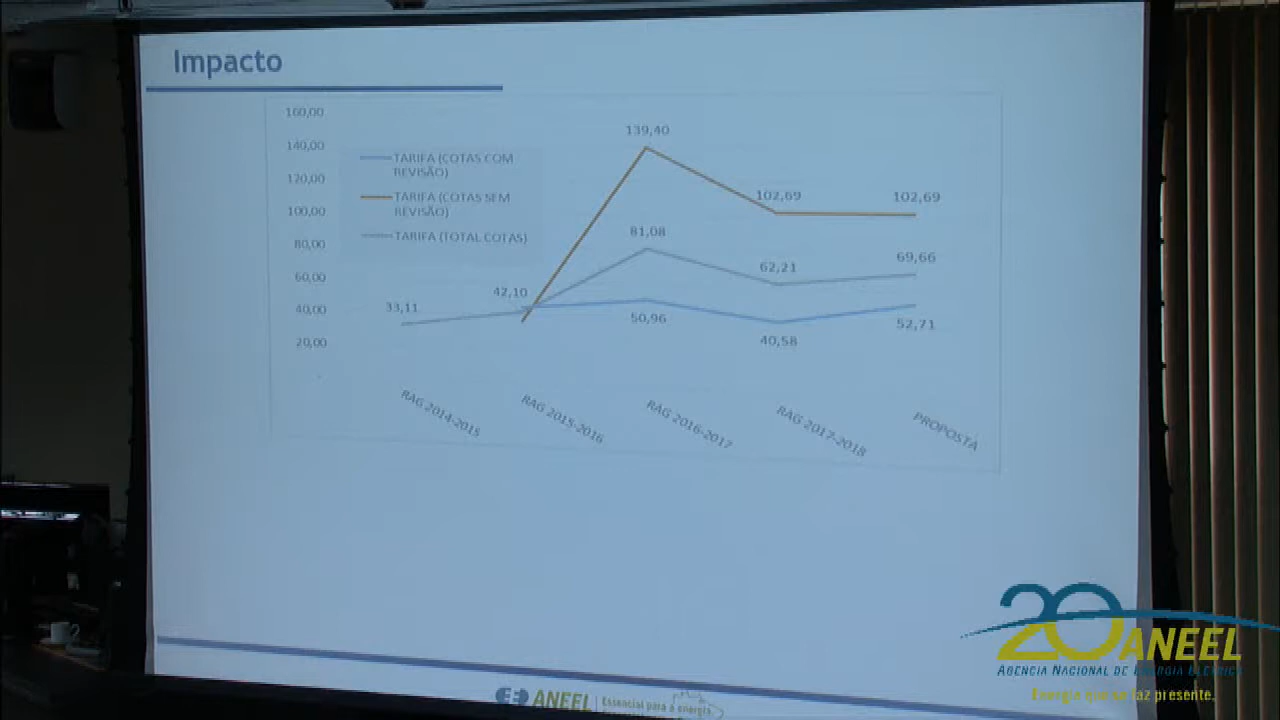 Impacto
160,00
140,00
120,00
100,00
80,00
60,00
40,00
20,00
TARIFA (COTAS COM
REVISÃO)
TARIFA (COTAS SEM
REVISÃO)
TARIFA (TOTAL COTAS)
139,40
102,69
102,69
81,08
62,21
69,66
33,11
42,10
50,96
40,58
52,71
RAG 2014-2015
RAG 2015-2016
RAG 2016-2017
RAG 2017-2018
PROPOSTA
ANEEL
Essencial para a energia
20 ANEEL
AGÊNCIA NACIONAL DE ENERGIA ELÉTRICA
Energia que se faz presente.